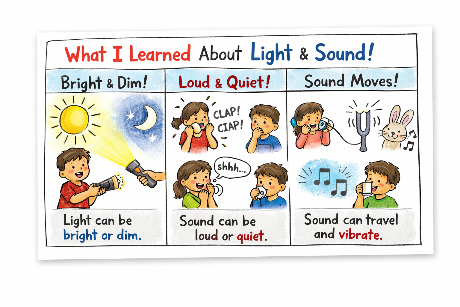 What I Learned About Light & Sound!
Bright & Dim!
Loud & Quiet!
Sound Moves!
CLAP!
CIAP!
shhh...
Light can be
bright or dim.
Sound can be
loud or quiet.
Sound can travel
and vibrate.